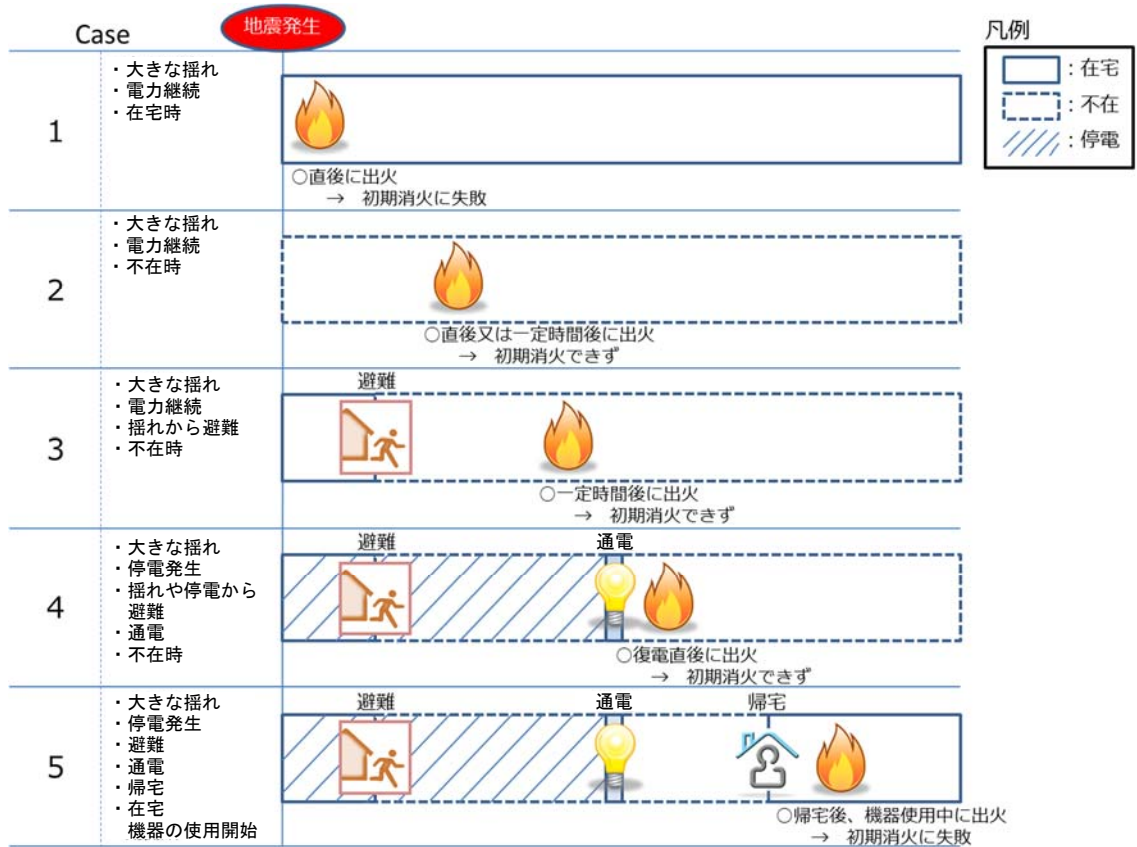 Case
地震発生
凡例
：在宅
：不在
：停電
1
・大きな揺れ
・電力継続
・在宅時
○直後に出火
→ 初期消火に失敗
2
・大きな揺れ
・電力継続
・不在時
○直後又は一定時間後に出火
→ 初期消火できず
3
・大きな揺れ
・電力継続
・揺れから避難
・不在時
避難
○一定時間後に出火
→ 初期消火できず
4
・大きな揺れ
・停電発生
・揺れや停電から
避難
・通電
・不在時
避難
通電
○復電直後に出火
→ 初期消火できず
5
・大きな揺れ
・停電発生
・避難
・通電
・帰宅
・在宅
機器の使用開始
避難
通電
帰宅
○帰宅後、機器使用中に出火
→ 初期消火に失敗